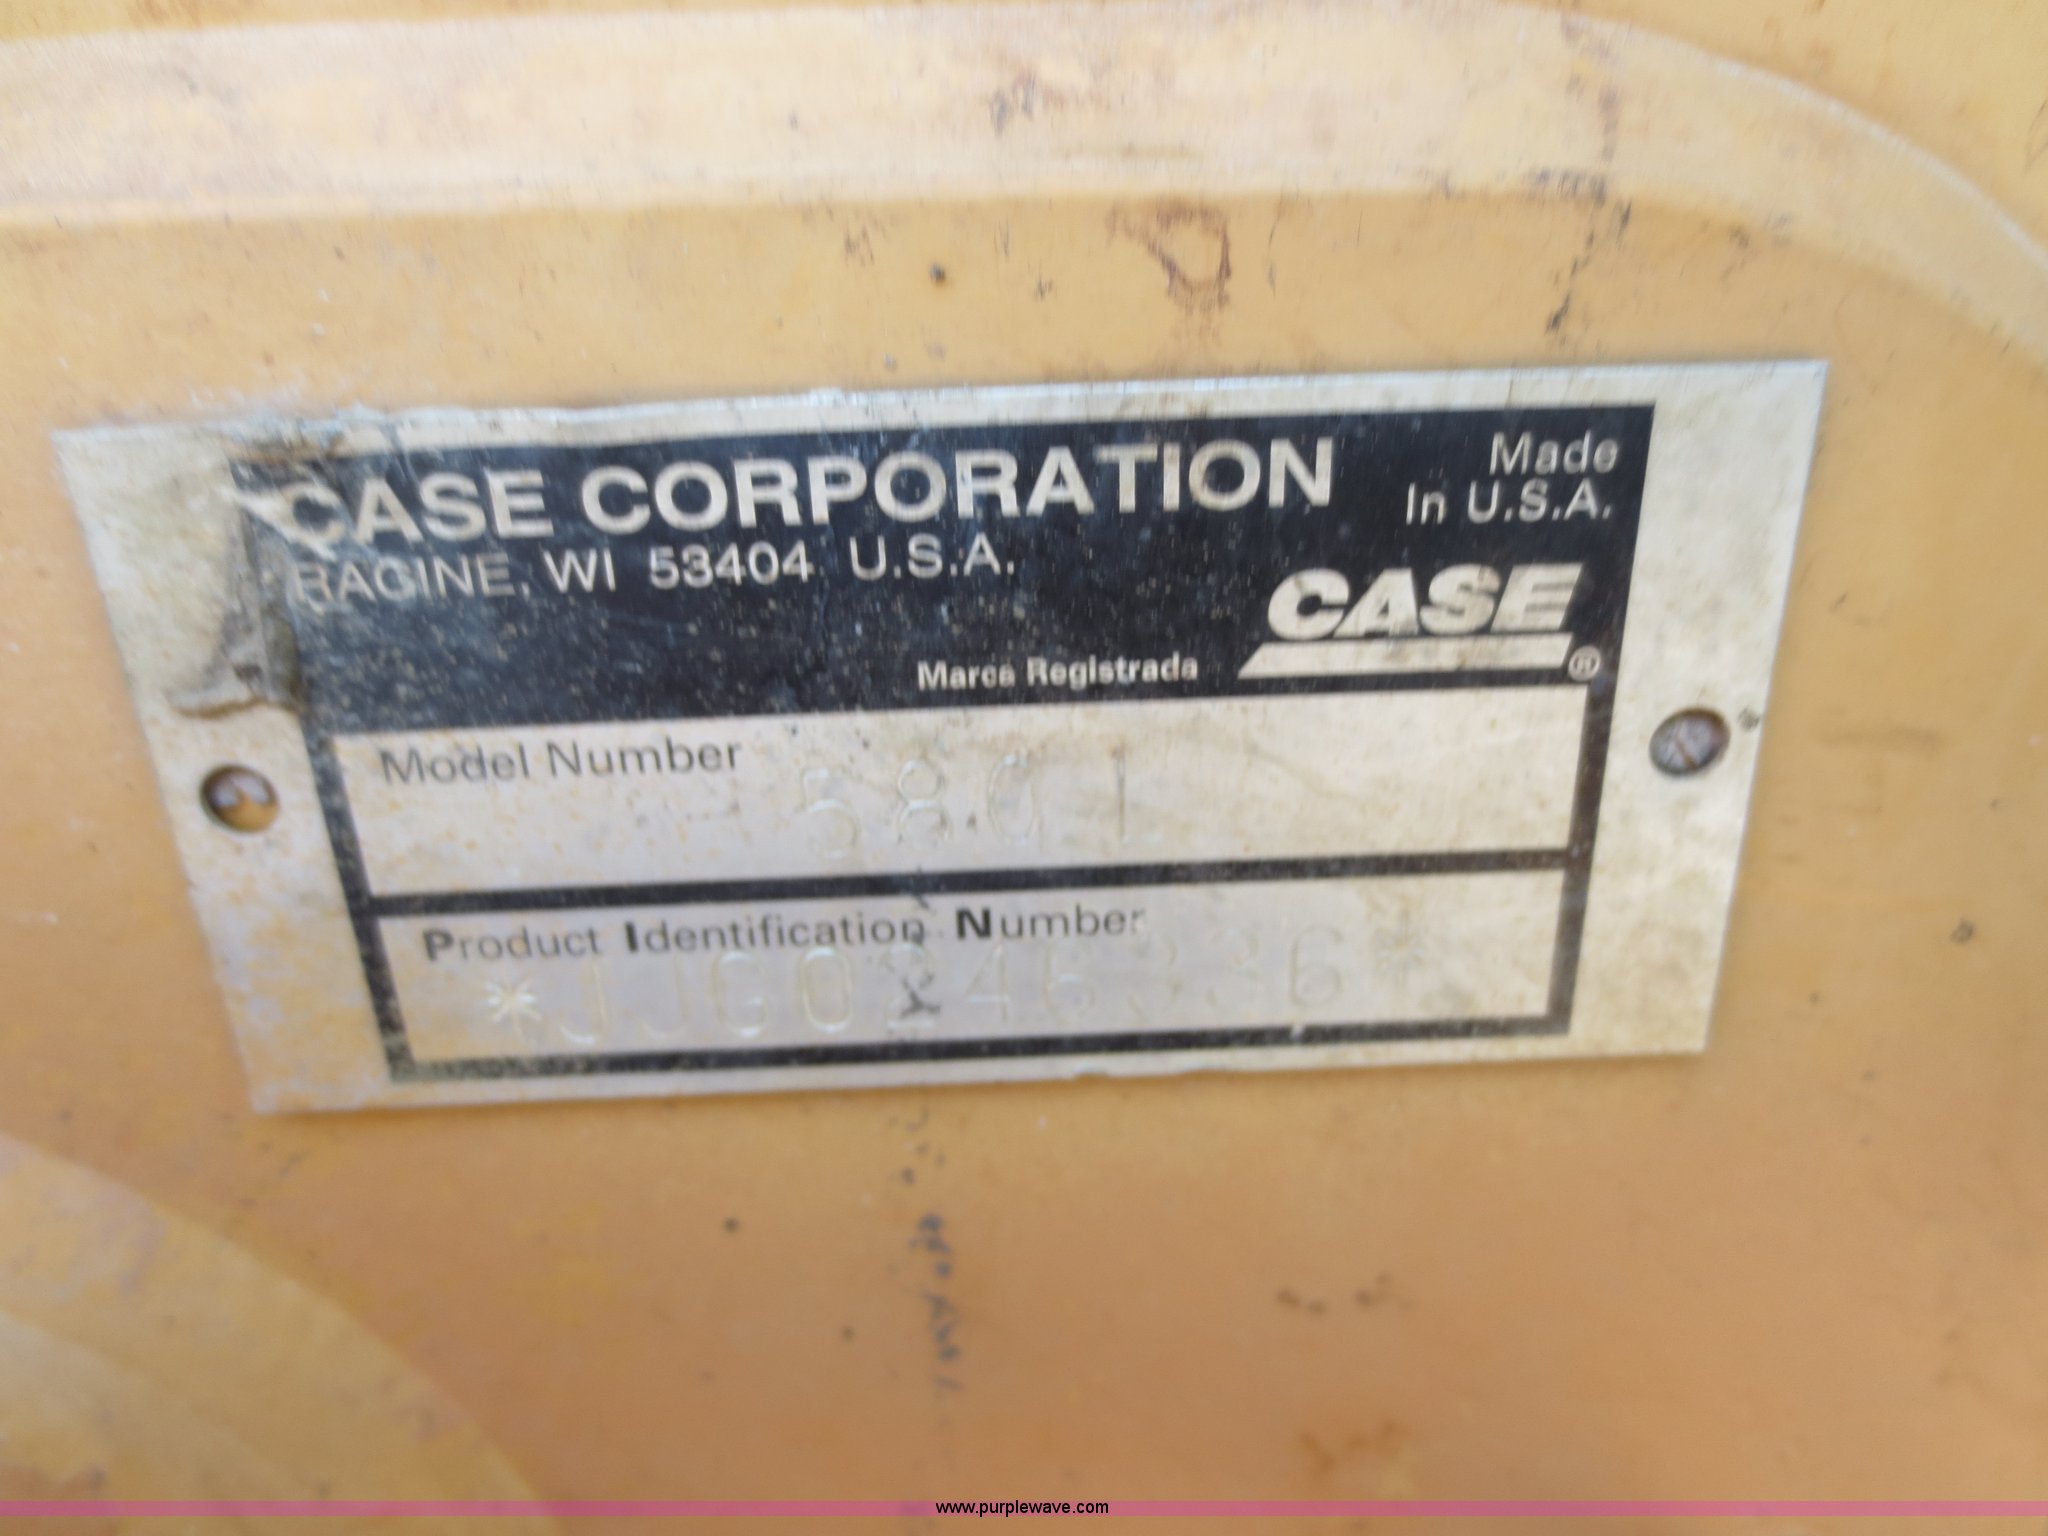 CASE CORPORATION
RACINE, WI 53404 U.S.A.
Made
In U.S.A.
CASE
®
Marca Registrada
Model Number
580L
Product Identification Number
*JJG0246336*
www.purplewave.com